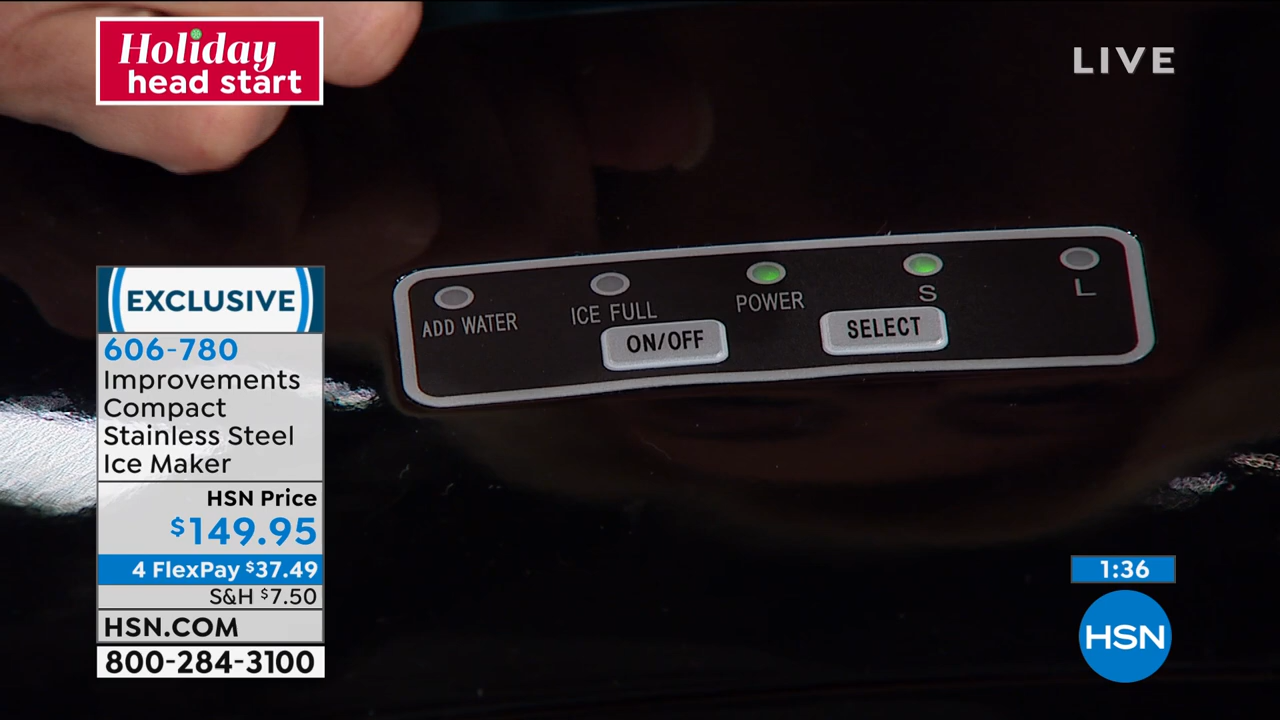 Holiday
head start
LIVE
EXCLUSIVE
606-780
Improvements
Compact
Stainless Steel
Ice Maker
HSN Price
$149.95
4 FlexPay $37.49
S&H $7.50
HSN.COM
800-284-3100
ADD WATER
ICE FULL
POWER
S
L
ON/OFF
SELECT
1:36
HSN